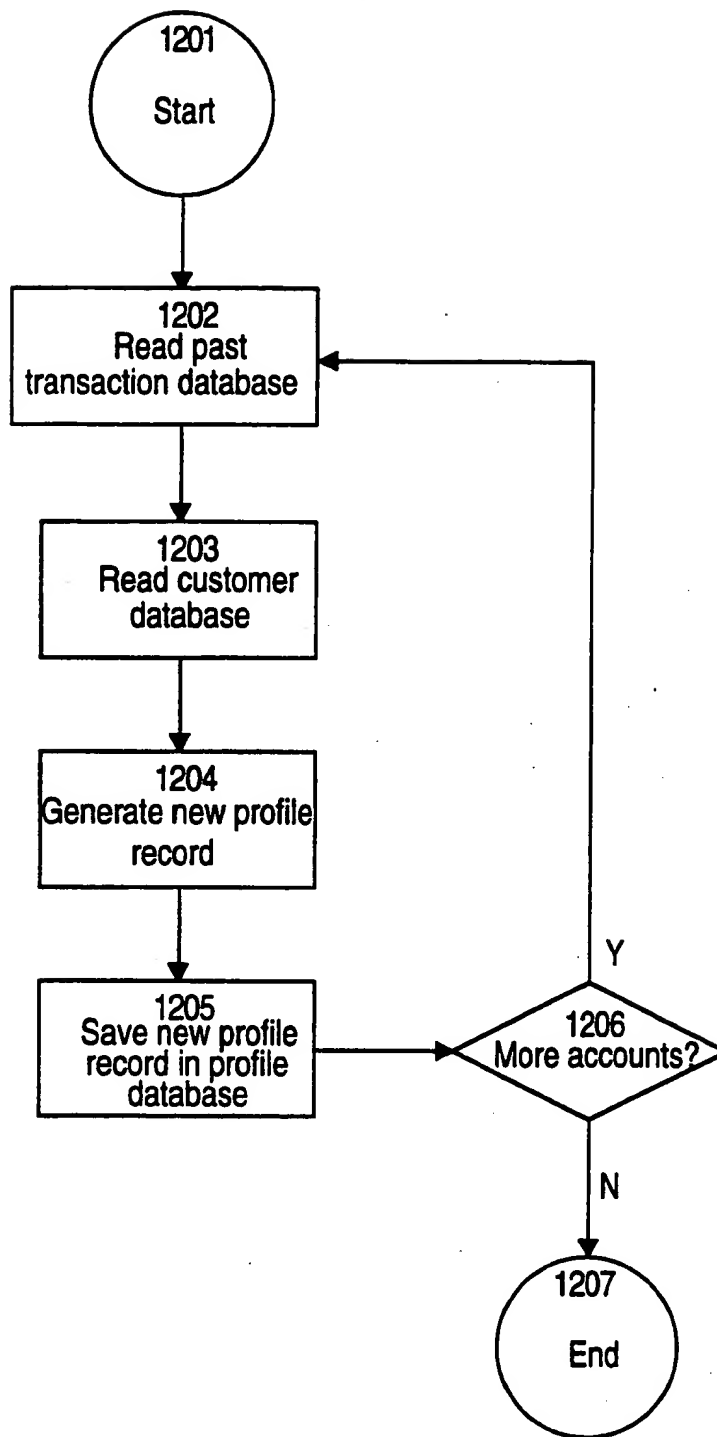 1201
Start
1202
Read past
transaction database
1203
Read customer
database
1204
Generate new profile
record
1205
Save new profile
record in profile
database
Y
1206
More accounts?
N
1207
End